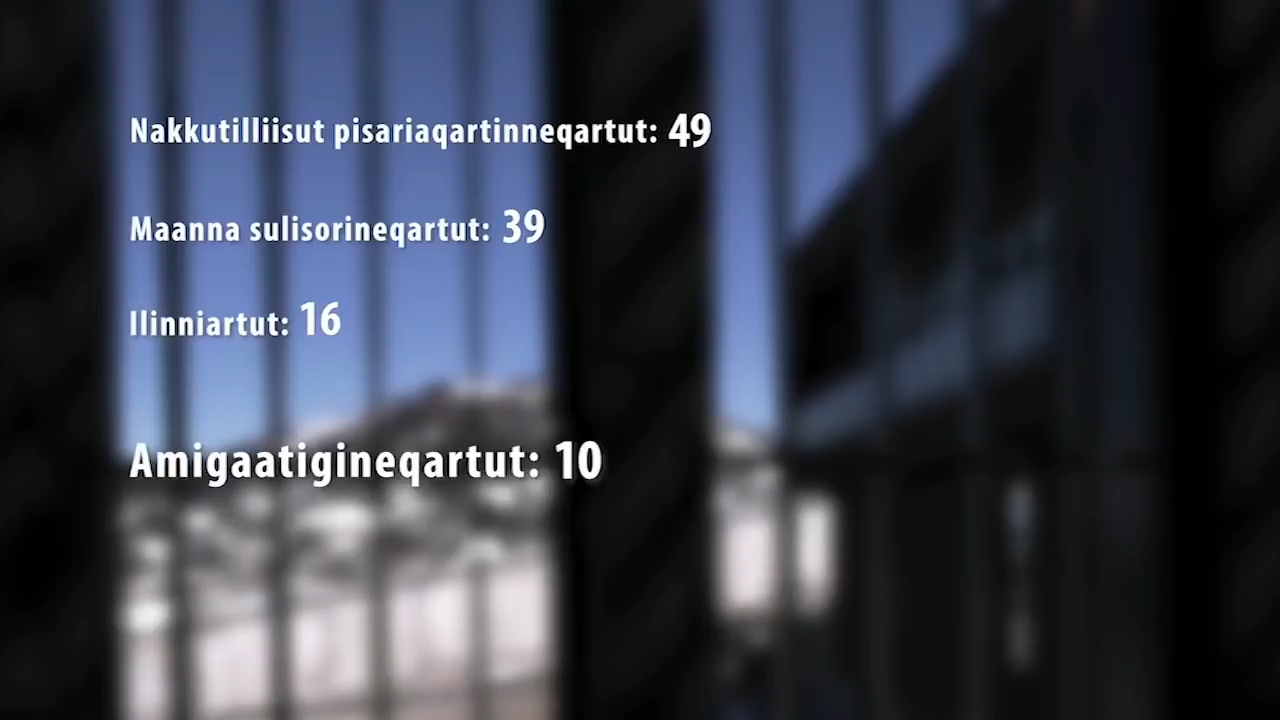 Nakkutilliisut pisariaqartinneqartut: 49
Maanna sulisorineqartut: 39
Ilinniartut: 16
Amigaatigineqartut: 10